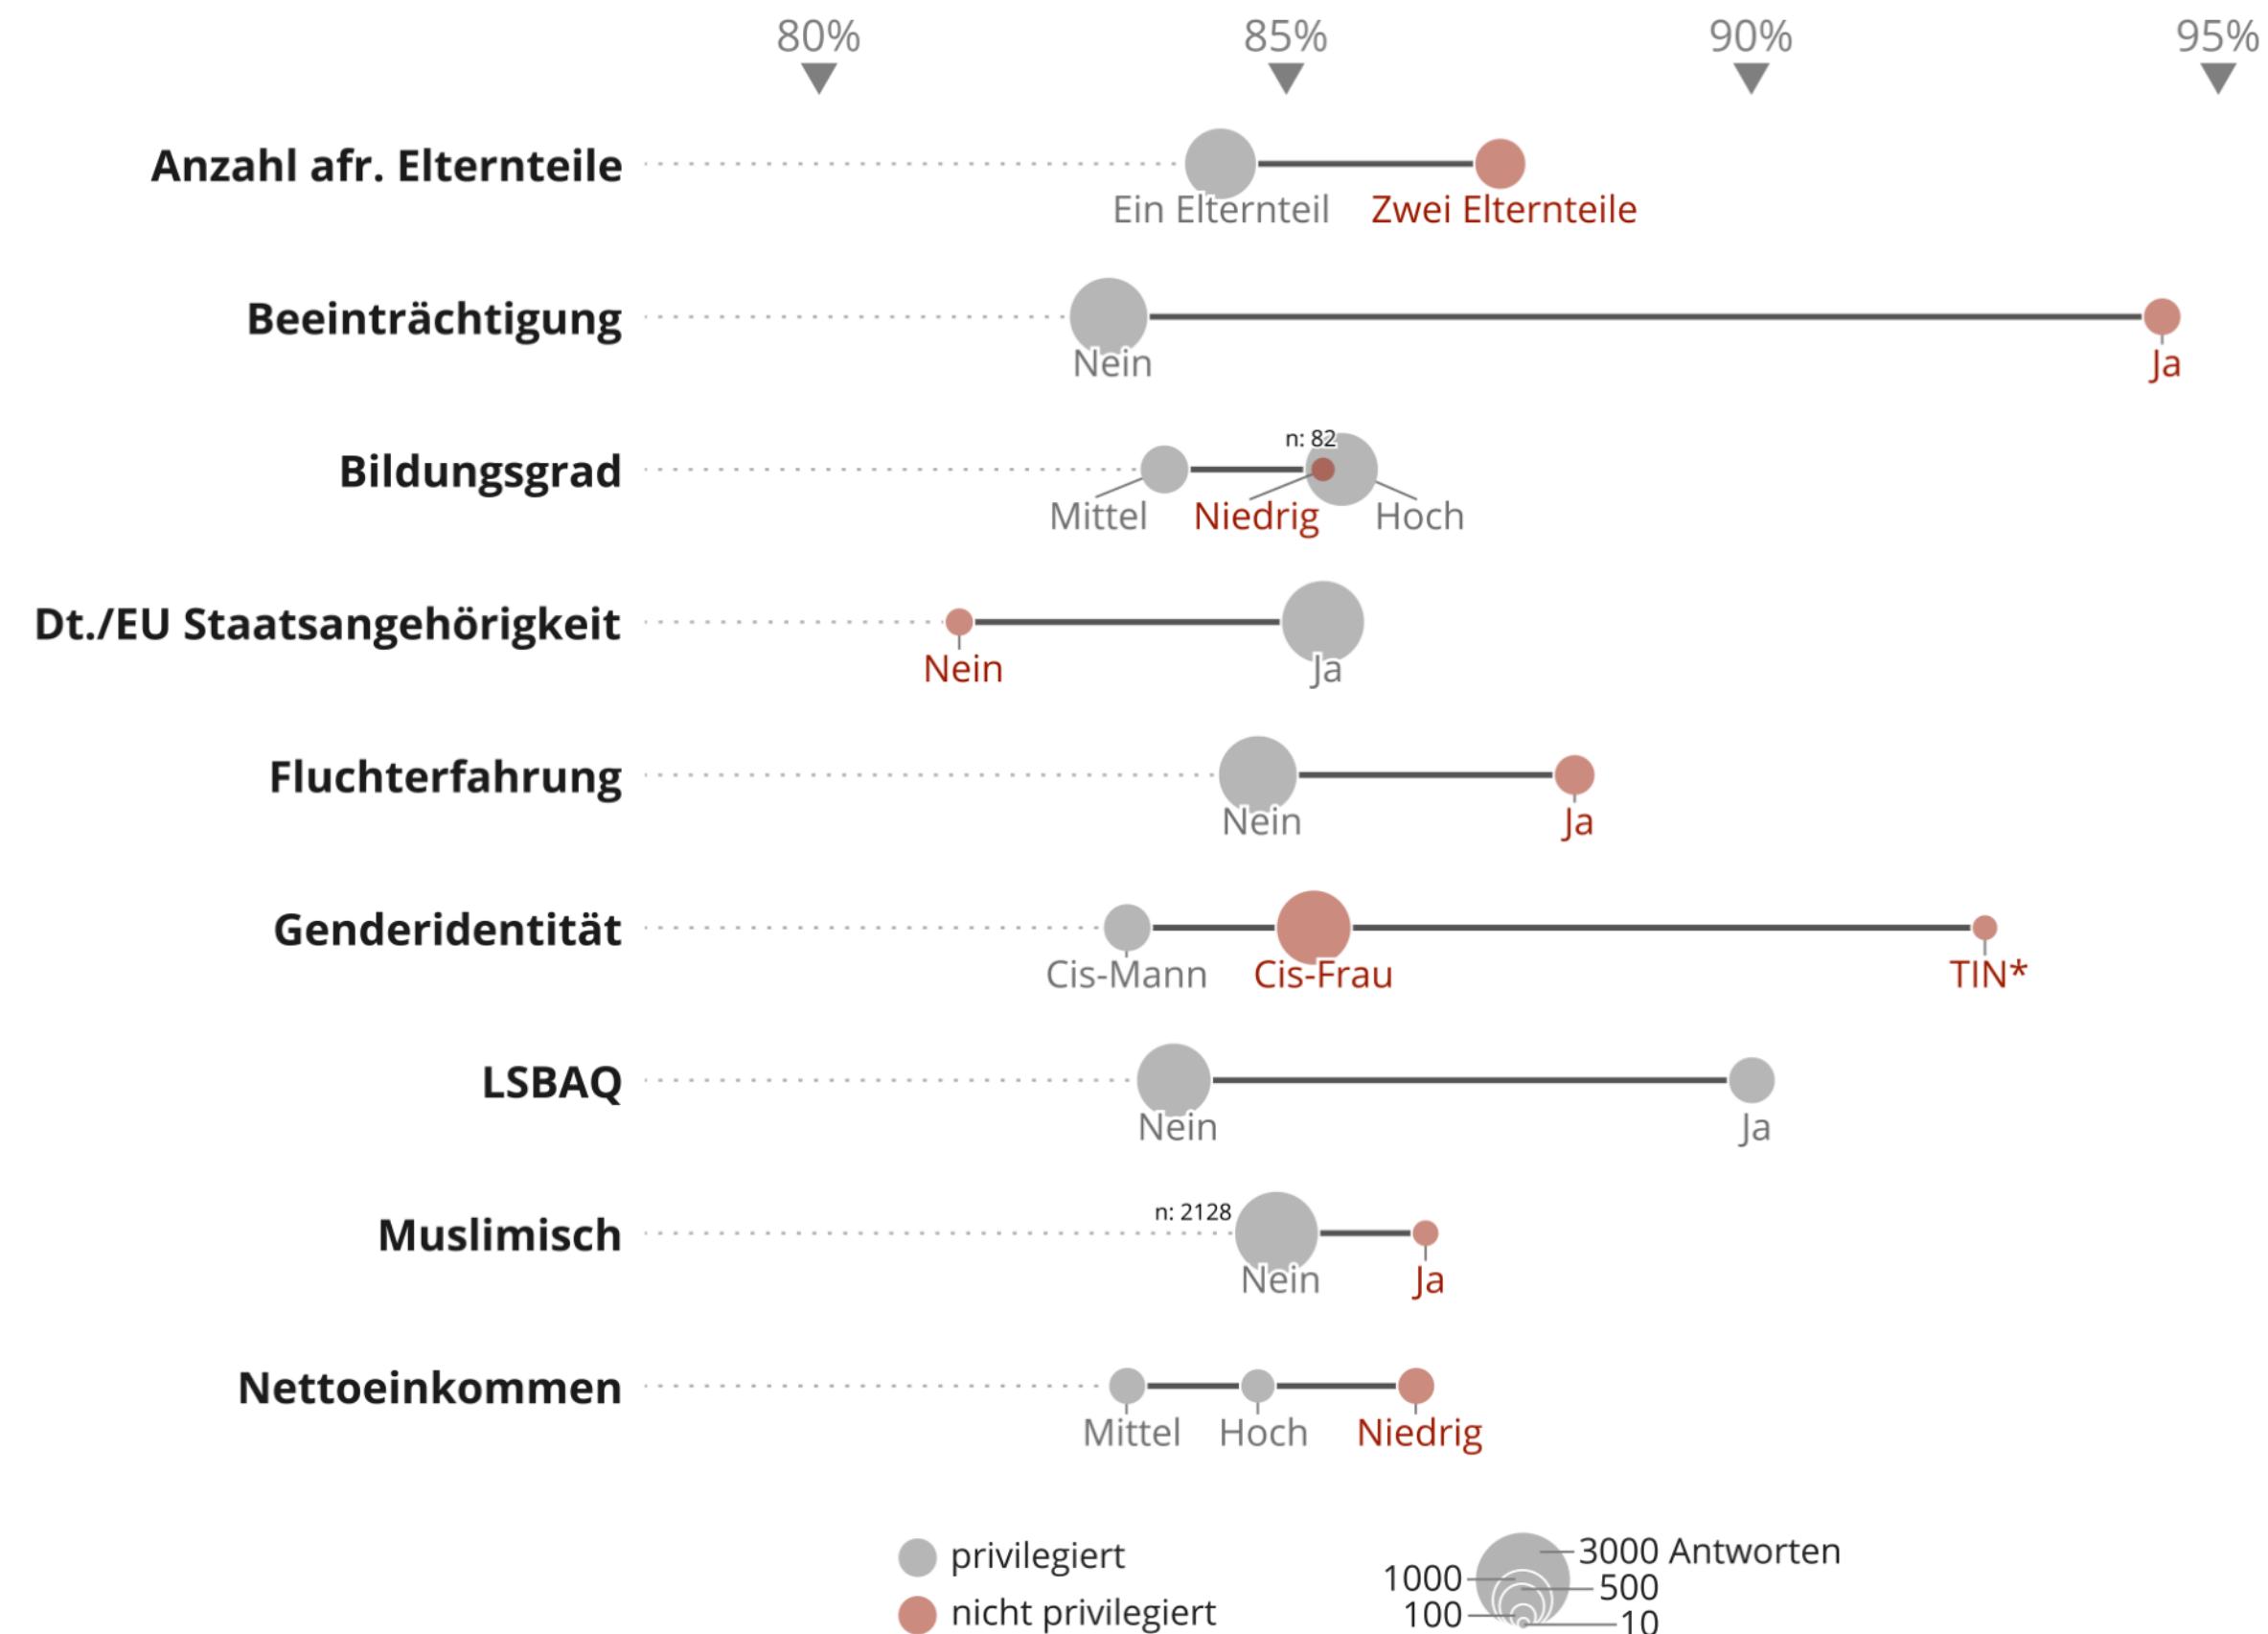 80% 85% 90% 95%
Anzahl afr. Elternteile
Ein Elternteil Zwei Elternteile
Beeinträchtigung
Nein Ja
n: 82
Bildungsgrad
Mittel Niedrig Hoch
Dt./EU Staatsangehörigkeit
Nein Ja
Fluchterfahrung
Nein Ja
Genderidentität
Cis-Mann Cis-Frau TIN*
LSBAQ
Nein Ja
n: 2128
Muslimisch
Nein Ja
Nettoeinkommen
Mittel Hoch Niedrig
privilegiert
nicht privilegiert
3000 Antworten
1000
500
100
10